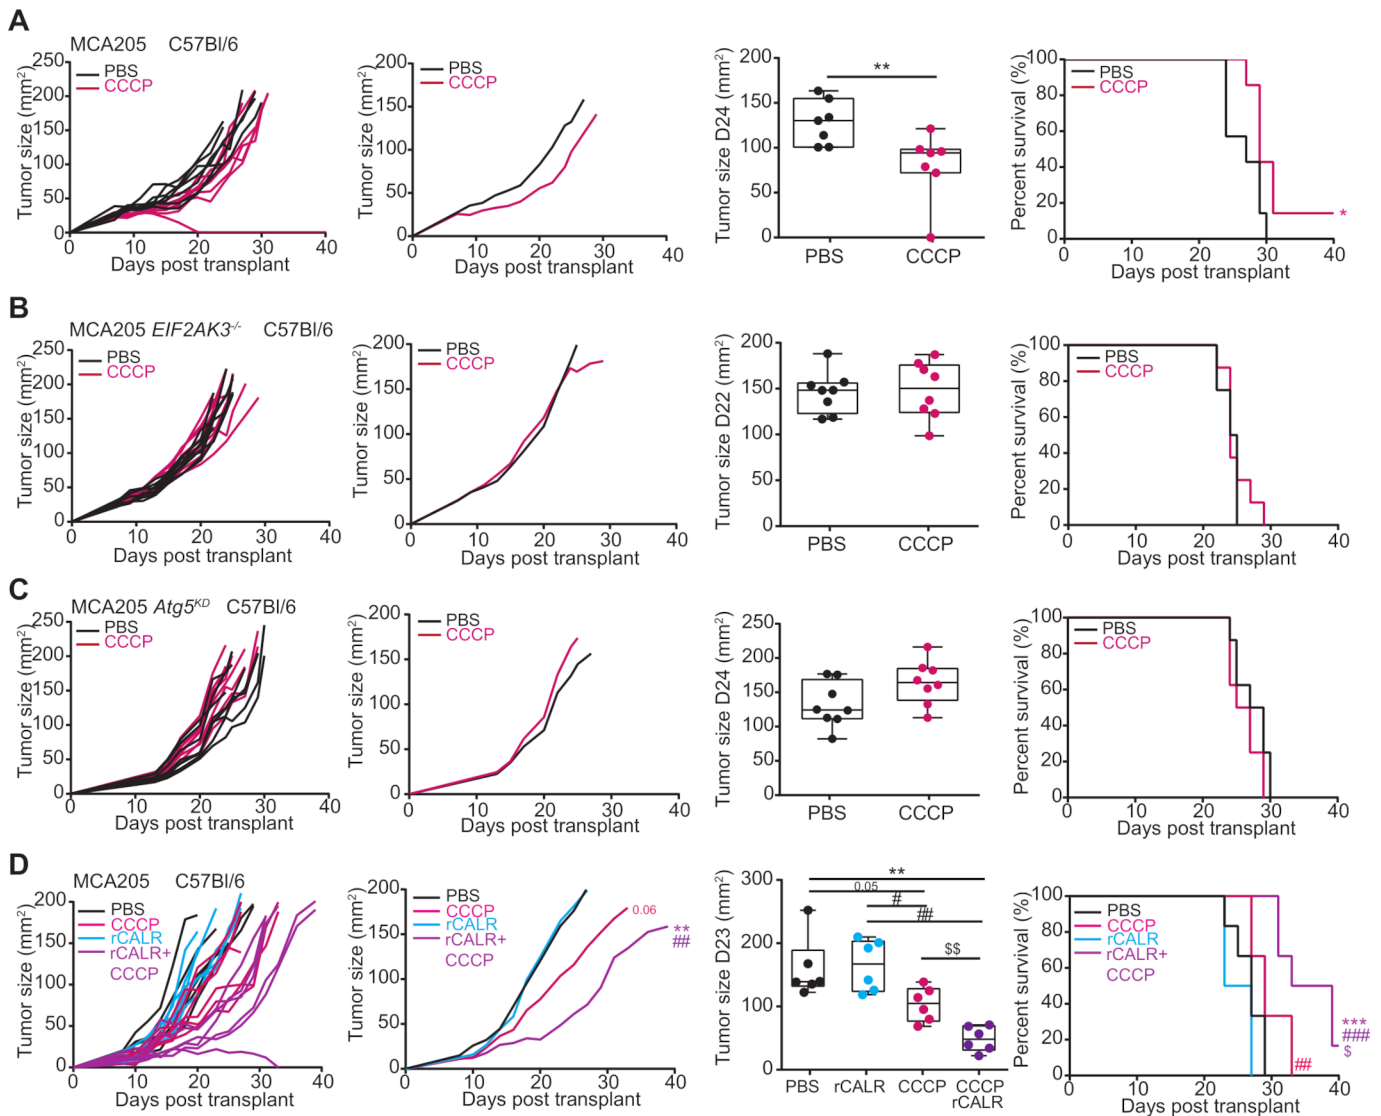 A
MCA205 C57Bl/6
PBS
CCCP
Tumor size (mm²)
250
200
150
100
50
0
0 10 20 30 40
Days post transplant
PBS
CCCP
Tumor size (mm²)
200
150
100
50
0
0 10 20 30 40
Days post transplant
Tumor size D24 (mm²)
200
150
100
50
0
**
PBS CCCP
Percent survival (%)
100
80
60
40
20
0
PBS
CCCP
*
0 10 20 30 40
Days post transplant
B
MCA205 EIF2AK3-/- C57Bl/6
PBS
CCCP
Tumor size (mm²)
250
200
150
100
50
0
0 10 20 30 40
Days post transplant
PBS
CCCP
Tumor size (mm²)
200
150
100
50
0
0 10 20 30 40
Days post transplant
Tumor size D22 (mm²)
200
150
100
50
0
PBS CCCP
Percent survival (%)
100
80
60
40
20
0
PBS
CCCP
0 10 20 30 40
Days post transplant
C
MCA205 Atg5KD C57Bl/6
PBS
CCCP
Tumor size (mm²)
250
200
150
100
50
0
0 10 20 30 40
Days post transplant
PBS
CCCP
Tumor size (mm²)
200
150
100
50
0
0 10 20 30 40
Days post transplant
Tumor size D24 (mm²)
250
200
150
100
50
0
PBS CCCP
Percent survival (%)
100
80
60
40
20
0
PBS
CCCP
0 10 20 30 40
Days post transplant
D
MCA205 C57Bl/6
PBS
CCCP
rCALR
rCALR+
CCCP
Tumor size (mm²)
200
150
100
50
0
0 10 20 30 40
Days post transplant
PBS
CCCP
rCALR
rCALR+
CCCP
0.06
**
##
Tumor size (mm²)
200
150
100
50
0
0 10 20 30 40
Days post transplant
Tumor size D23 (mm²)
300
200
100
0
**
0.05
#
##
$$
PBS rCALR CCCP CCCP
rCALR
Percent survival (%)
100
80
60
40
20
0
PBS
CCCP
rCALR
rCALR+
CCCP
***
###
$
##
0 10 20 30 40
Days post transplant